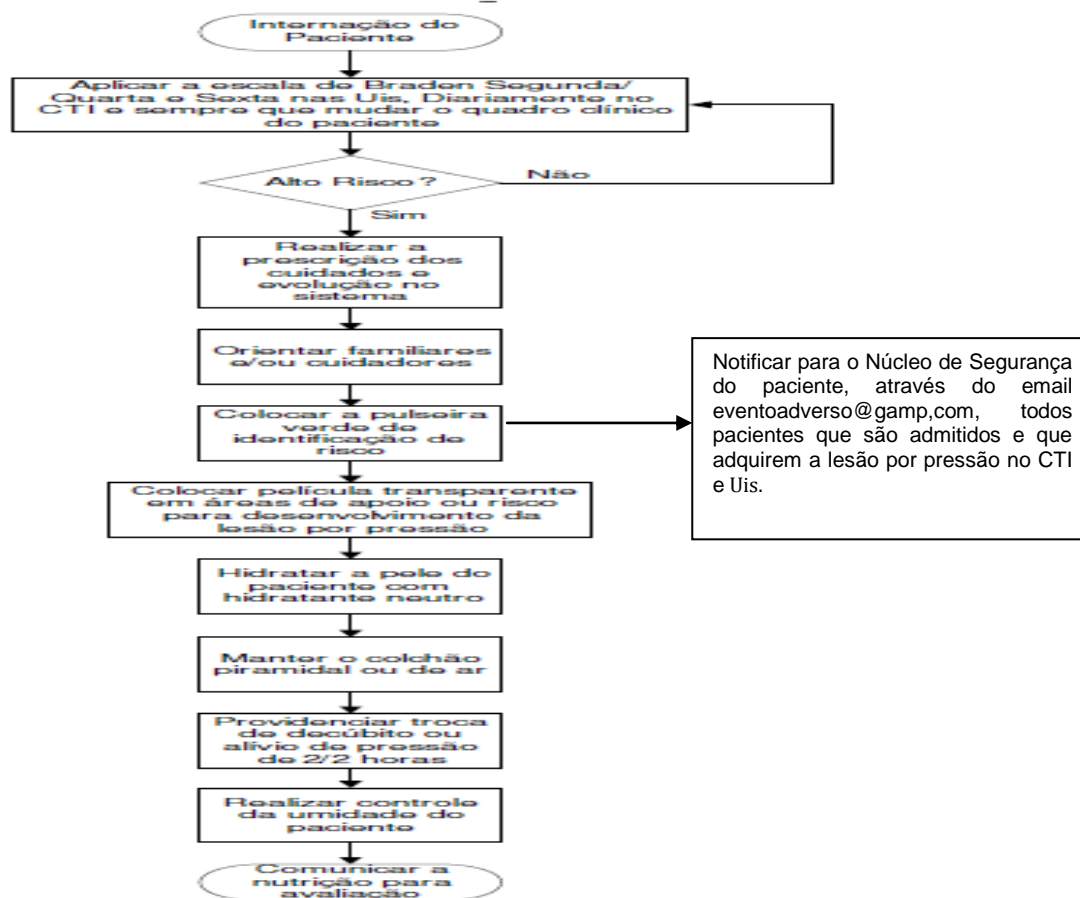 Internação do
Paciente
Aplicar a escala de Braden Segunda/
Quarta e Sexta nas Uis, Diariamente no
CTI e sempre que mudar o quadro clínico
do paciente
Alto Risco?
Não
Sim
Realizar a
prescrição dos
cuidados e
evolução no
sistema
Orientar familiares
e/ou cuidadores
Colocar a pulseira
verde de
identificação de
risco
Notificar para o Núcleo de Segurança
do paciente, através do email
eventoadverso@gamp,com, todos
pacientes que são admitidos e que
adquirem a lesão por pressão no CTI
e Uis.
Colocar película transparente
em áreas de apoio ou risco
para desenvolvimento da
lesão por pressão
Hidratar a pele do
paciente com
hidratante neutro
Manter o colchão
piramidal ou de ar
Providenciar troca
de decúbito ou
alívio de pressão
de 2/2 horas
Realizar controle
da umidade do
paciente
Comunicar a
nutrição para
avaliação